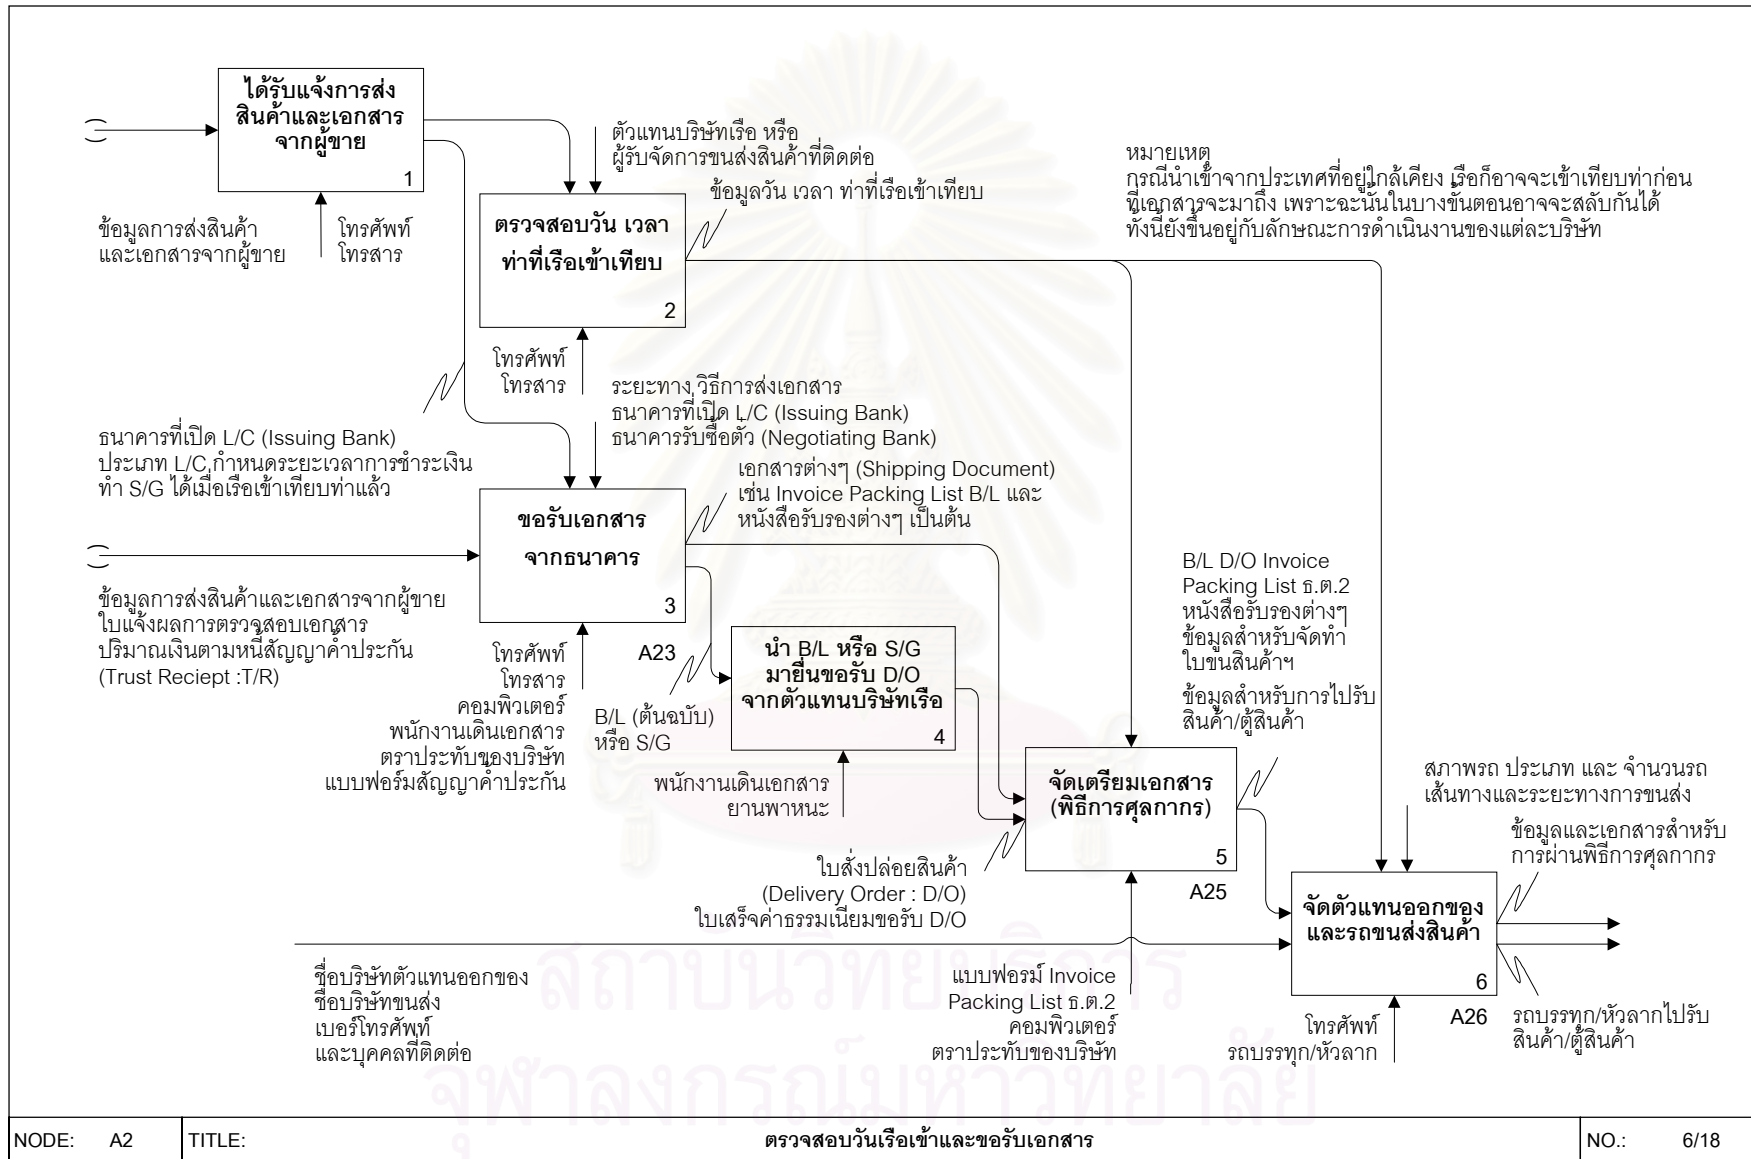 ได้รับแจ้งการส่ง
สินค้าและเอกสาร
จากผู้ขาย
1
ข้อมูลการส่งสินค้า
และเอกสารจากผู้ขาย
โทรศัพท์
โทรสาร
ตัวแทนบริษัทเรือ หรือ
ผู้รับจัดการขนส่งสินค้าที่ติดต่อ
ข้อมูลวัน เวลา ท่าที่เรือเข้าเทียบ
ตรวจสอบวัน เวลา
ท่าที่เรือเข้าเทียบ
2
หมายเหตุ
กรณีนำเข้าจากประเทศที่อยู่ใกล้เคียง เรือก็อาจจะเข้าเทียบท่าก่อน
ที่เอกสารจะมาถึง เพราะฉะนั้นในบางขั้นตอนอาจจะสลับกันได้
ทั้งนี้ยังขึ้นอยู่กับลักษณะการดำเนินงานของแต่ละบริษัท
โทรศัพท์
โทรสาร
ระยะทาง วิธีการส่งเอกสาร
ธนาคารที่เปิด L/C (Issuing Bank)
ธนาคารรับซื้อตั๋ว (Negotiating Bank)
ธนาคารที่เปิด L/C (Issuing Bank)
ประเภท L/C,กำหนดระยะเวลาการชำระเงิน
ทำ S/G ได้เมื่อเรือเข้าเทียบท่าแล้ว
เอกสารต่างๆ (Shipping Document)
เช่น Invoice Packing List B/L และ
หนังสือรับรองต่างๆ เป็นต้น
ขอรับเอกสาร
จากธนาคาร
3
ข้อมูลการส่งสินค้าและเอกสารจากผู้ขาย
ใบแจ้งผลการตรวจสอบเอกสาร
ปริมาณเงินตามหนี้สัญญาค้ำประกัน
(Trust Reciept :T/R)
โทรศัพท์
โทรสาร
คอมพิวเตอร์
พนักงานเดินเอกสาร
ตราประทับของบริษัท
แบบฟอร์มสัญญาค้ำประกัน
A23
B/L (ต้นฉบับ)
หรือ S/G
นำ B/L หรือ S/G
มายื่นขอรับ D/O
จากตัวแทนบริษัทเรือ
4
พนักงานเดินเอกสาร
ยานพาหนะ
B/L D/O Invoice
Packing List ธ.ต.2
หนังสือรับรองต่างๆ
ข้อมูลสำหรับจัดทำ
ใบขนสินค้าฯ
ข้อมูลสำหรับการไปรับ
สินค้า/ตู้สินค้า
จัดเตรียมเอกสาร
(พิธีการศุลกากร)
5
A25
ใบสั่งปล่อยสินค้า
(Delivery Order : D/O)
ใบเสร็จค่าธรรมเนียมขอรับ D/O
สภาพรถ ประเภท และ จำนวนรถ
เส้นทางและระยะทางการขนส่ง
ข้อมูลและเอกสารสำหรับ
การผ่านพิธีการศุลกากร
จัดตัวแทนออกของ
และรถขนส่งสินค้า
6
A26
ชื่อบริษัทตัวแทนออกของ
ชื่อบริษัทขนส่ง
เบอร์โทรศัพท์
และบุคคลที่ติดต่อ
แบบฟอรม์ Invoice
Packing List ธ.ต.2
คอมพิวเตอร์
ตราประทับของบริษัท
โทรศัพท์
รถบรรทุก/หัวลาก
รถบรรทุก/หัวลากไปรับ
สินค้า/ตู้สินค้า
สถาบันวิทยบริการ
จุฬาลงกรณ์มหาวิทยาลัย
NODE: A2 TITLE: ตรวจสอบวันเรือเข้าและขอรับเอกสาร NO.: 6/18